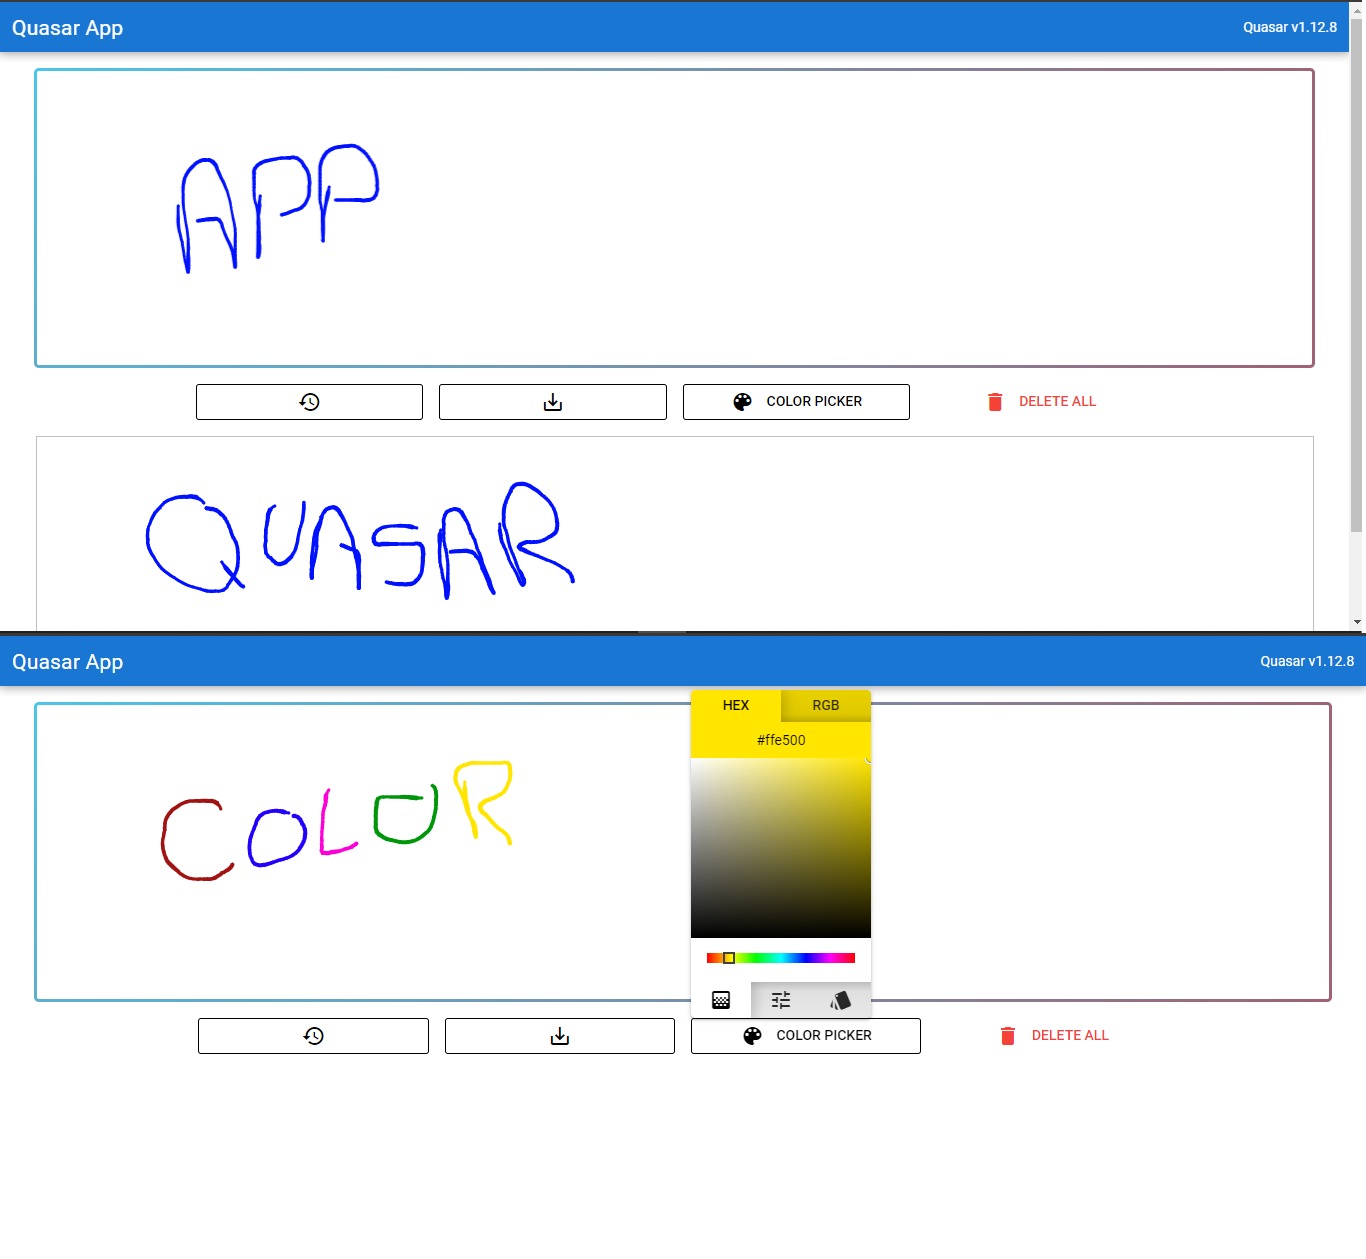 Quasar App Quasar v1.12.8
APP
COLOR PICKER DELETE ALL
QUASAR
Quasar App Quasar v1.12.8
HEX RGB
#ffe500
COLOR
COLOR PICKER DELETE ALL